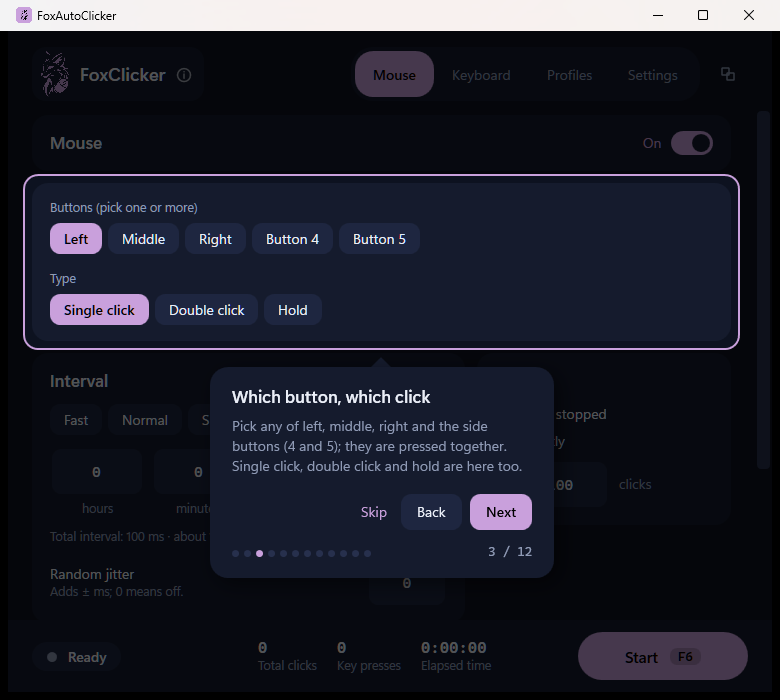 FoxAutoClicker
FoxClicker
Mouse
Keyboard
Profiles
Settings
Mouse
On
Buttons (pick one or more)
Left
Middle
Right
Button 4
Button 5
Type
Single click
Double click
Hold
Interval
Fast
Normal
stopped
0
0
clicks
hours
Total interval: 100 ms · about
Random jitter
Adds ± ms; 0 means off.
0
Which button, which click
Pick any of left, middle, right and the side
buttons (4 and 5); they are pressed together.
Single click, double click and hold are here too.
Skip
Back
Next
3 / 12
Ready
0
Total clicks
0
Key presses
0:00:00
Elapsed time
Start
F6